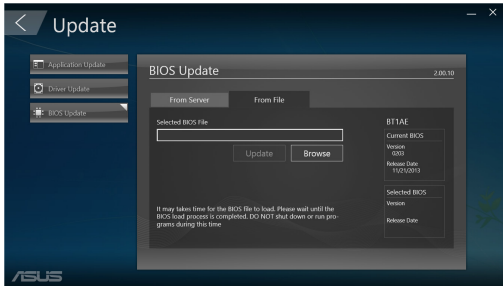 Update
Application Update
Driver Update
BIOS Update
BIOS Update
2.00.10
From Server
From File
Selected BIOS File
Update
Browse
It may takes time for the BIOS file to load. Please wait until the
BIOS load process is completed. DO NOT shut down or run pro-
grams during this time
BT1AE
Current BIOS
Version
0203
Release Date
11/21/2013
Selected BIOS
Version
Release Date
ASUS